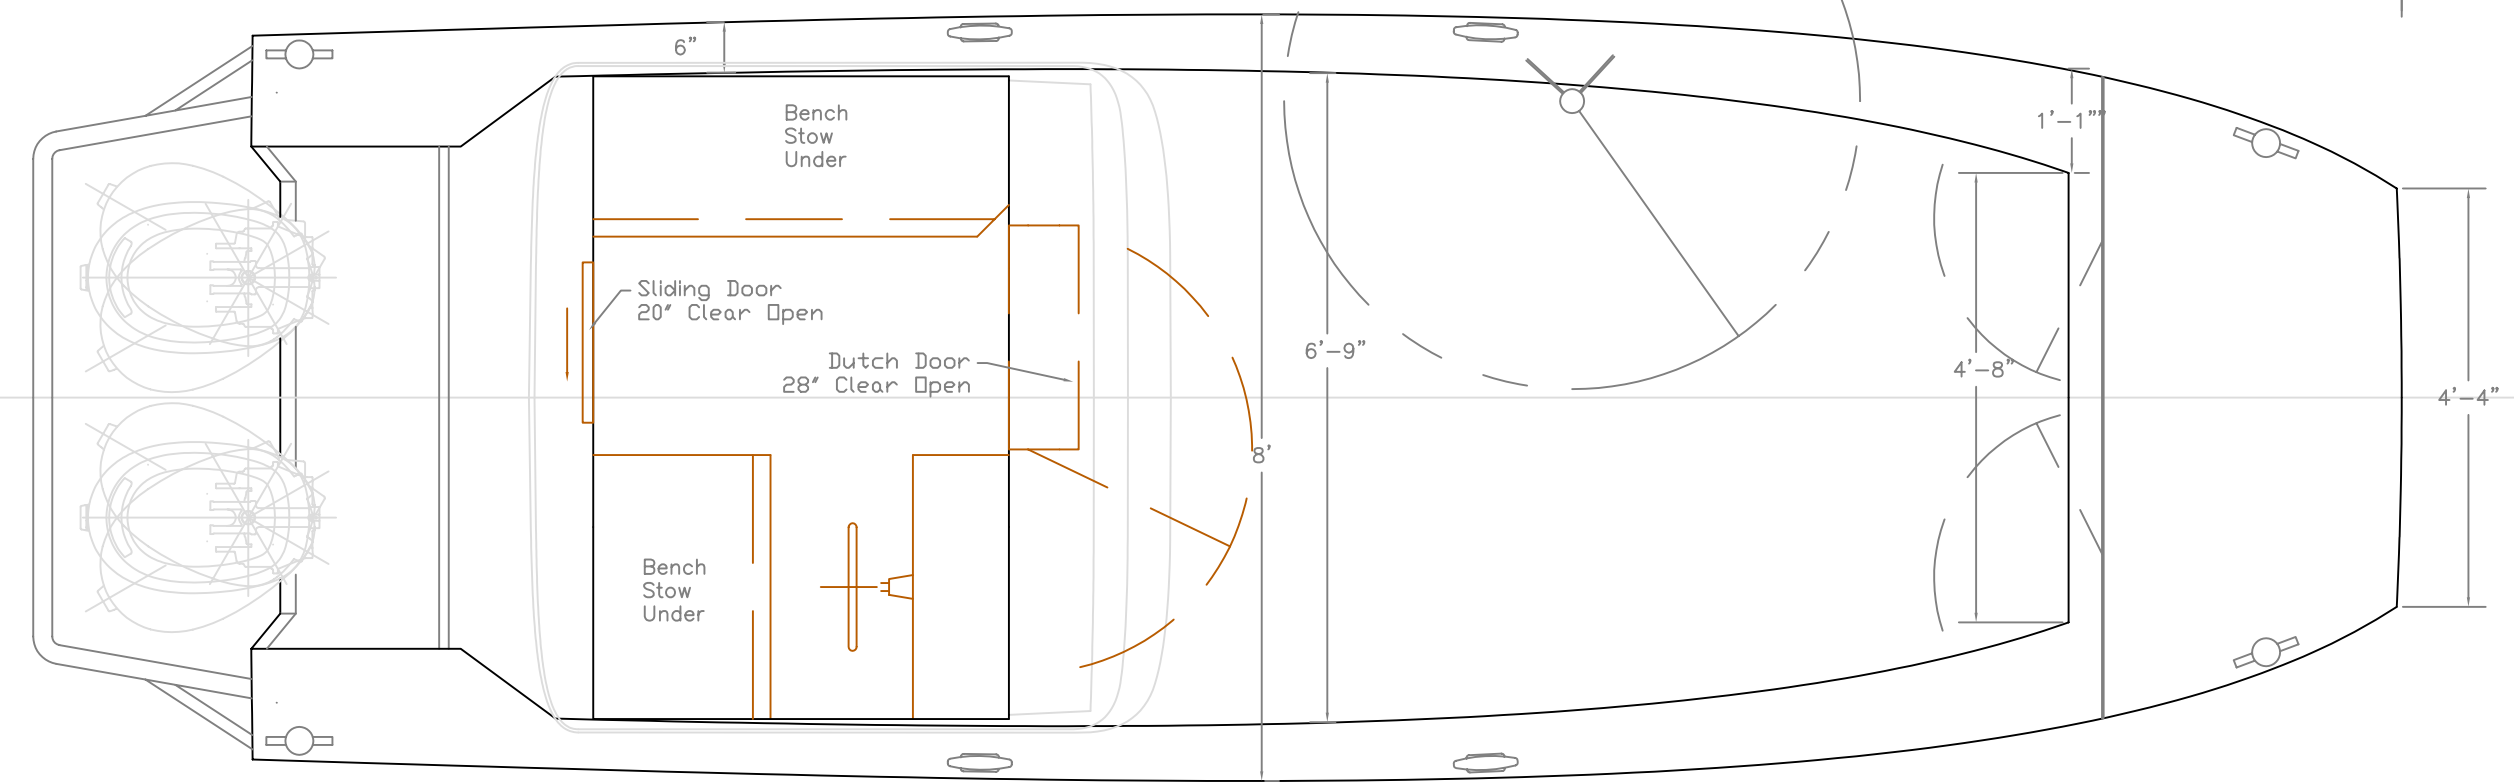 6"
Bench
Stow
Under
1'-1""
Sliding Door
20" Clear Open
Dutch Door
28" Clear Open
6'-9"
4'-8"
4'-4"
8'
Bench
Stow
Under